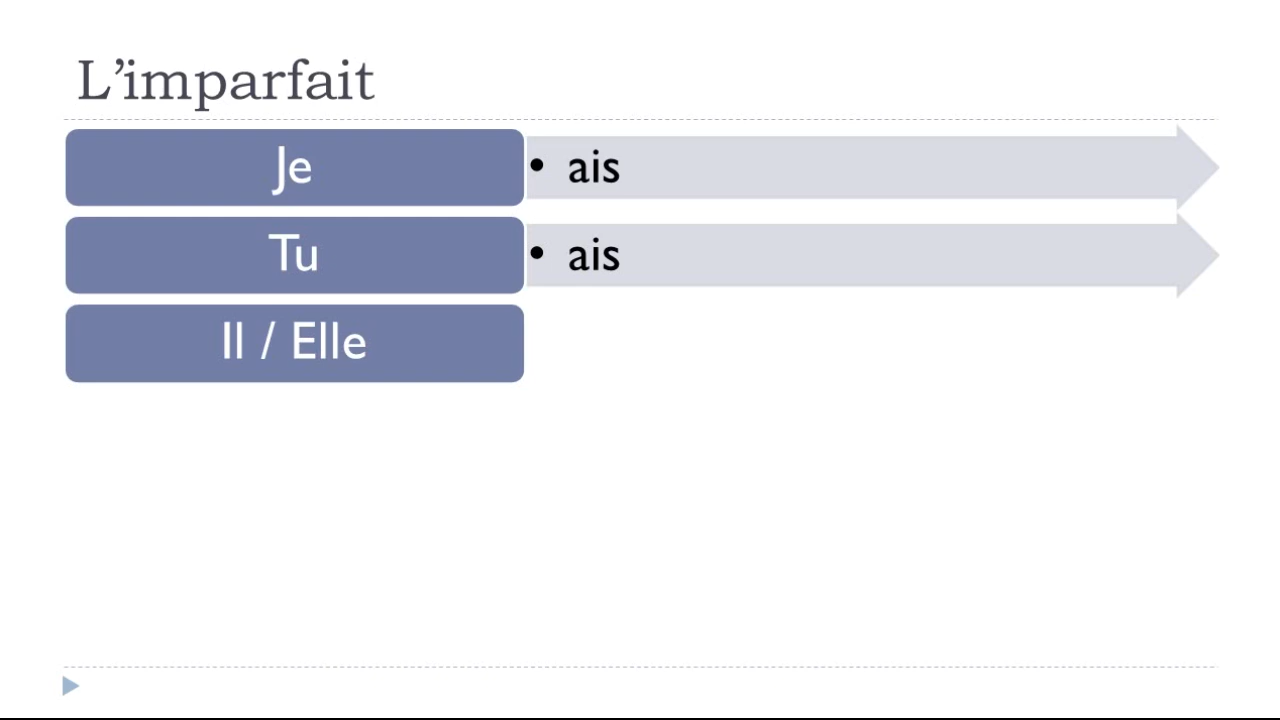 L’imparfait
Je
• ais
Tu
• ais
Il / Elle